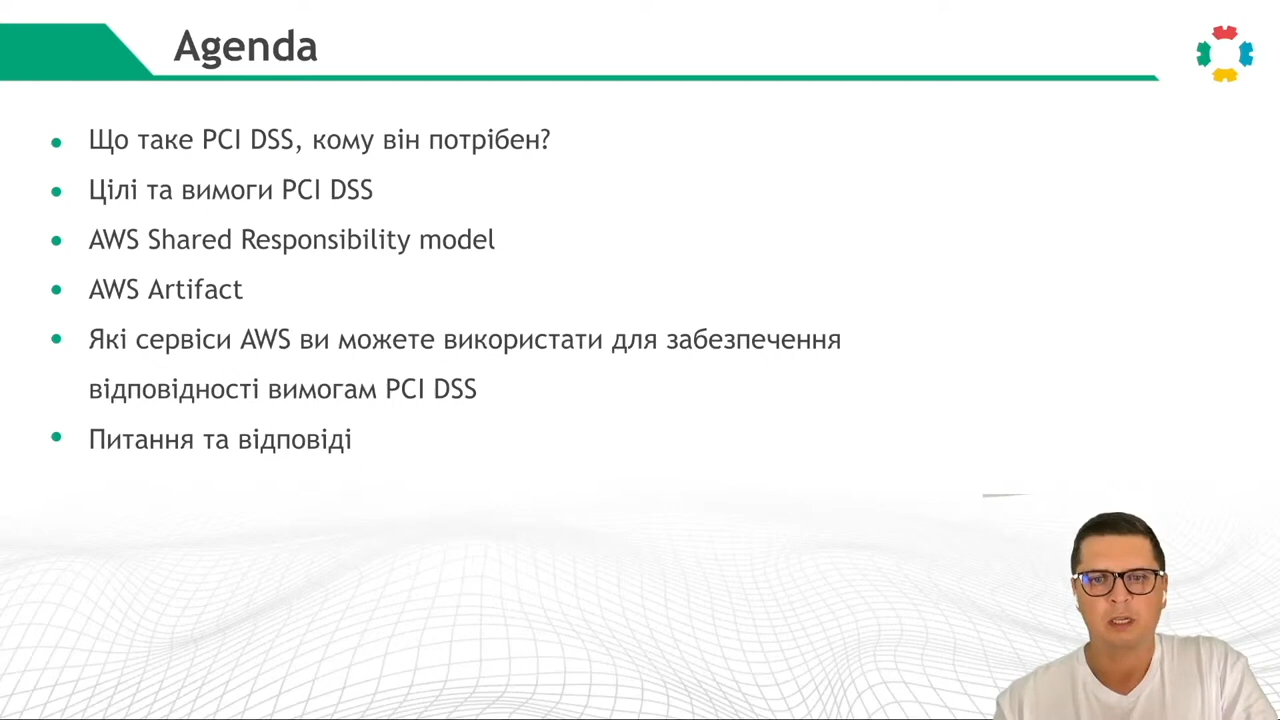 Agenda
Що таке PCI DSS, кому він потрібен?
Цілі та вимоги PCI DSS
AWS Shared Responsibility model
AWS Artifact
Які сервіси AWS ви можете використати для забезпечення
відповідності вимогам PCI DSS
Питання та відповіді